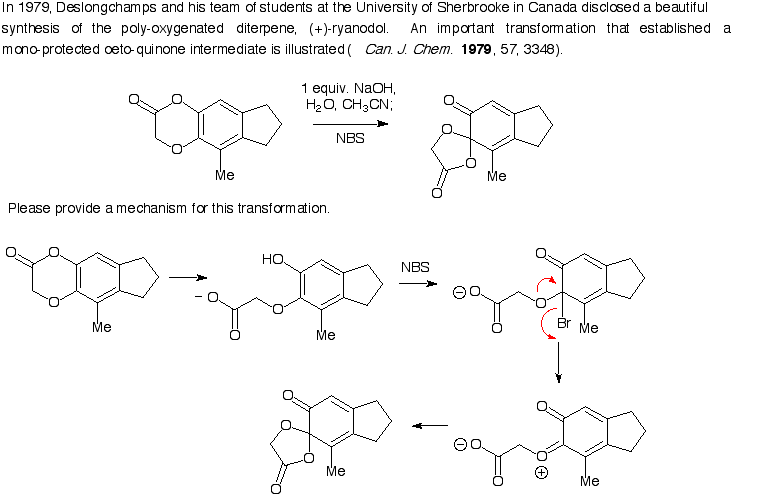 In 1979, Deslongchamps and his team of students at the University of Sherbrooke in Canada disclosed a beautiful
synthesis of the poly-oxygenated diterpene, (+)-ryanodol. An important transformation that established a
mono-protected oeto-quinone intermediate is illustrated ( Can. J. Chem. 1979, 57, 3348).
1 equiv. NaOH,
H2O, CH3CN;
NBS
O
O
O
Me
O
O
O
Me
O
Please provide a mechanism for this transformation.
O
O
O
Me
HO
− O
O
O
Me
NBS
O
⊖ O
O
O
Br
Me
O
O
O
Me
O
O
⊖ O
O
⊕
O
Me